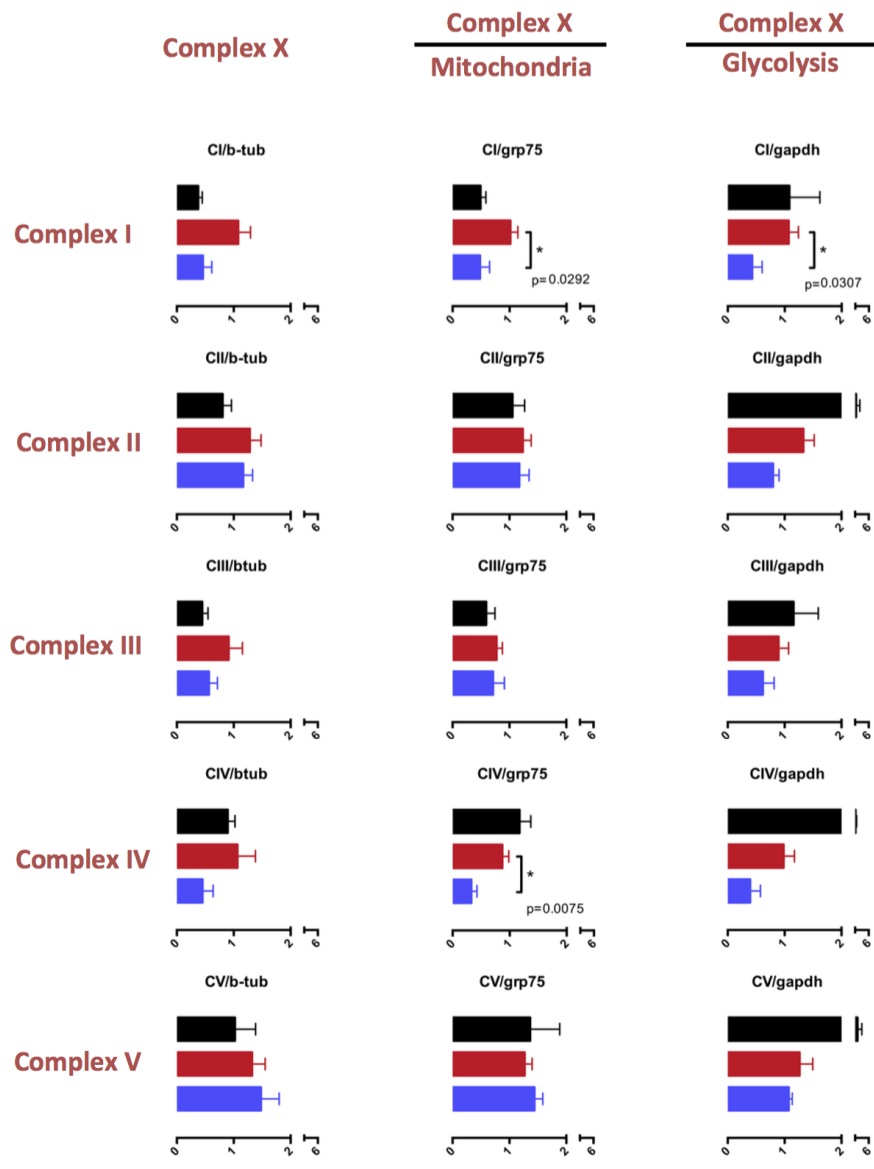 Complex X
Complex X
Mitochondria
Complex X
Glycolysis
Complex I
CI/b-tub
0 1 2 6
CI/grp75
*
p=0.0292
0 1 2 6
CI/gapdh
*
p=0.0307
0 1 2 6
Complex II
CII/b-tub
0 1 2 6
CII/grp75
0 1 2 6
CII/gapdh
0 1 2 6
Complex III
CIII/btub
0 1 2 6
CIII/grp75
0 1 2 6
CIII/gapdh
0 1 2 6
Complex IV
CIV/btub
0 1 2 6
CIV/grp75
*
p=0.0075
0 1 2 6
CIV/gapdh
0 1 2 6
Complex V
CV/b-tub
0 1 2 6
CV/grp75
0 1 2 6
CV/gapdh
0 1 2 6